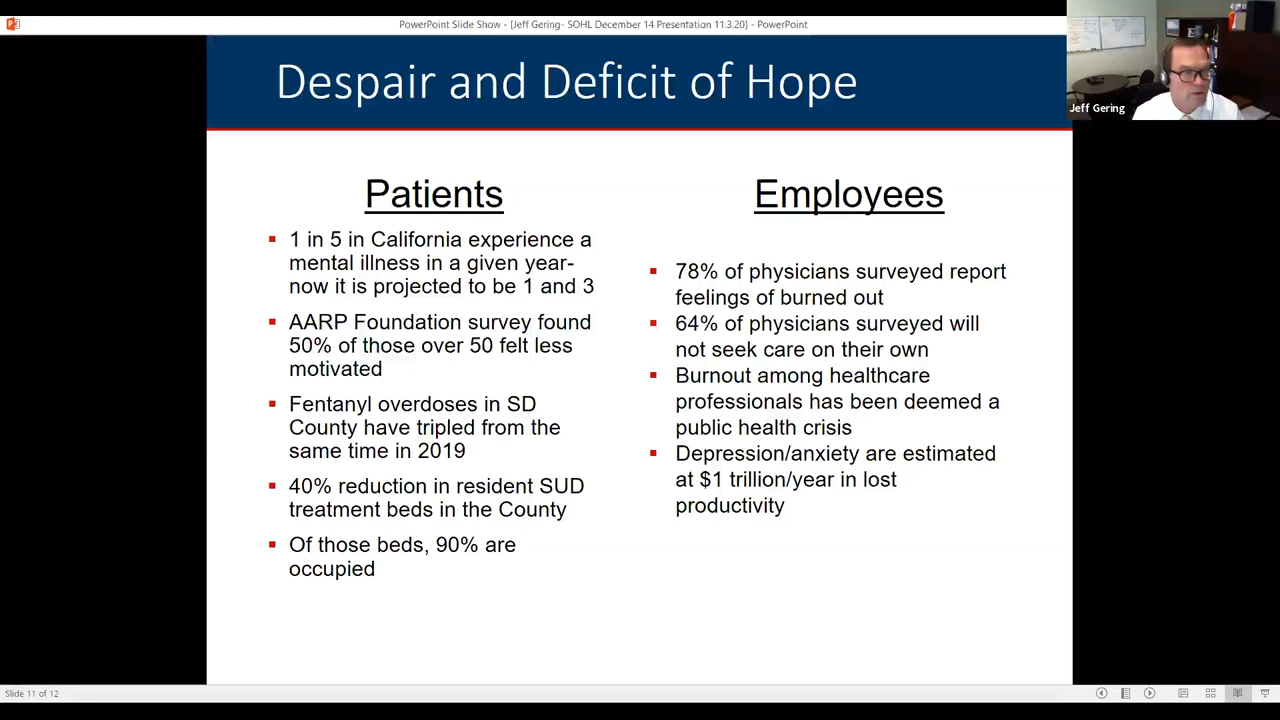 PowerPoint Slide Show - [Jeff Gering- SOHL December 14 Presentation 11.3.20] - PowerPoint
Jeff Gering
Despair and Deficit of Hope
Patients
1 in 5 in California experience a
mental illness in a given year-
now it is projected to be 1 and 3
AARP Foundation survey found
50% of those over 50 felt less
motivated
Fentanyl overdoses in SD
County have tripled from the
same time in 2019
40% reduction in resident SUD
treatment beds in the County
Of those beds, 90% are
occupied
Employees
78% of physicians surveyed report
feelings of burned out
64% of physicians surveyed will
not seek care on their own
Burnout among healthcare
professionals has been deemed a
public health crisis
Depression/anxiety are estimated
at $1 trillion/year in lost
productivity
Slide 11 of 12